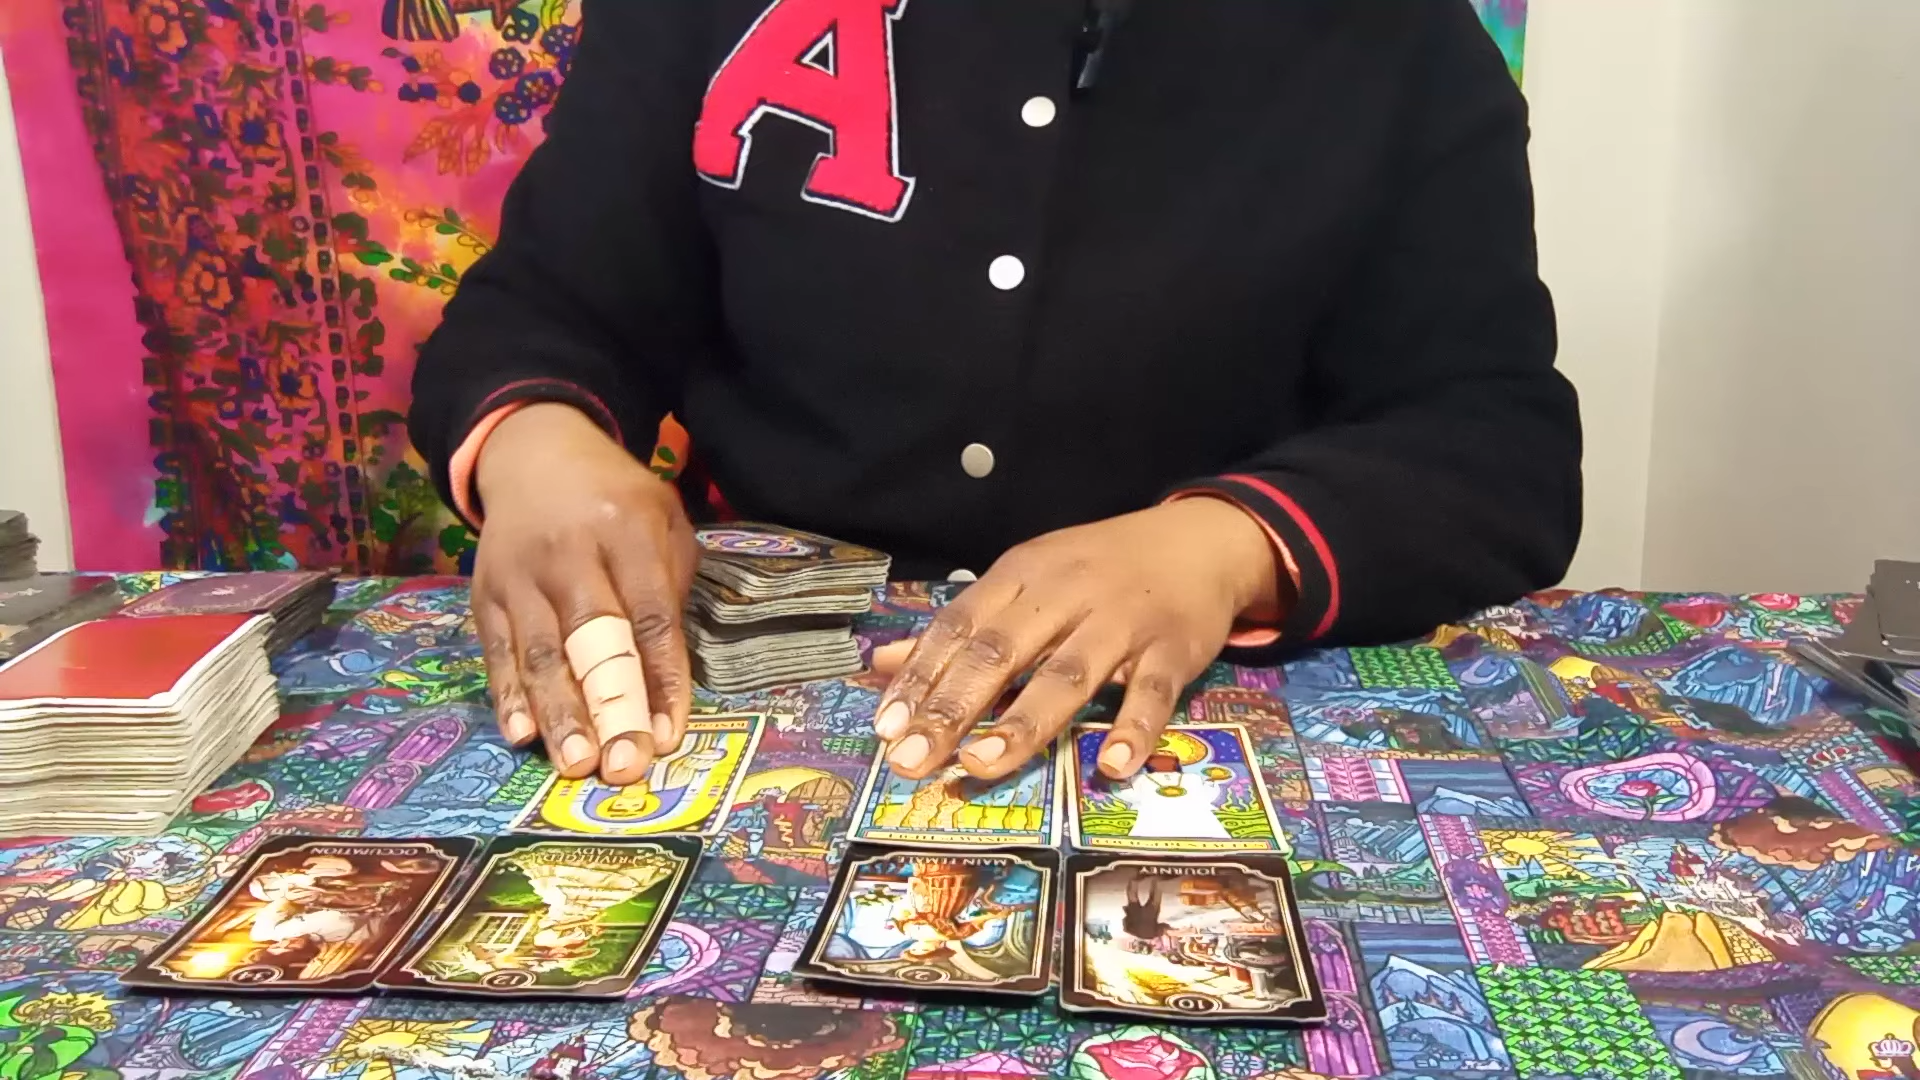 A
OCCUPATION
34
PRIVILEGED
LADY
12
MAIN FEMALE
2
JOURNEY
10